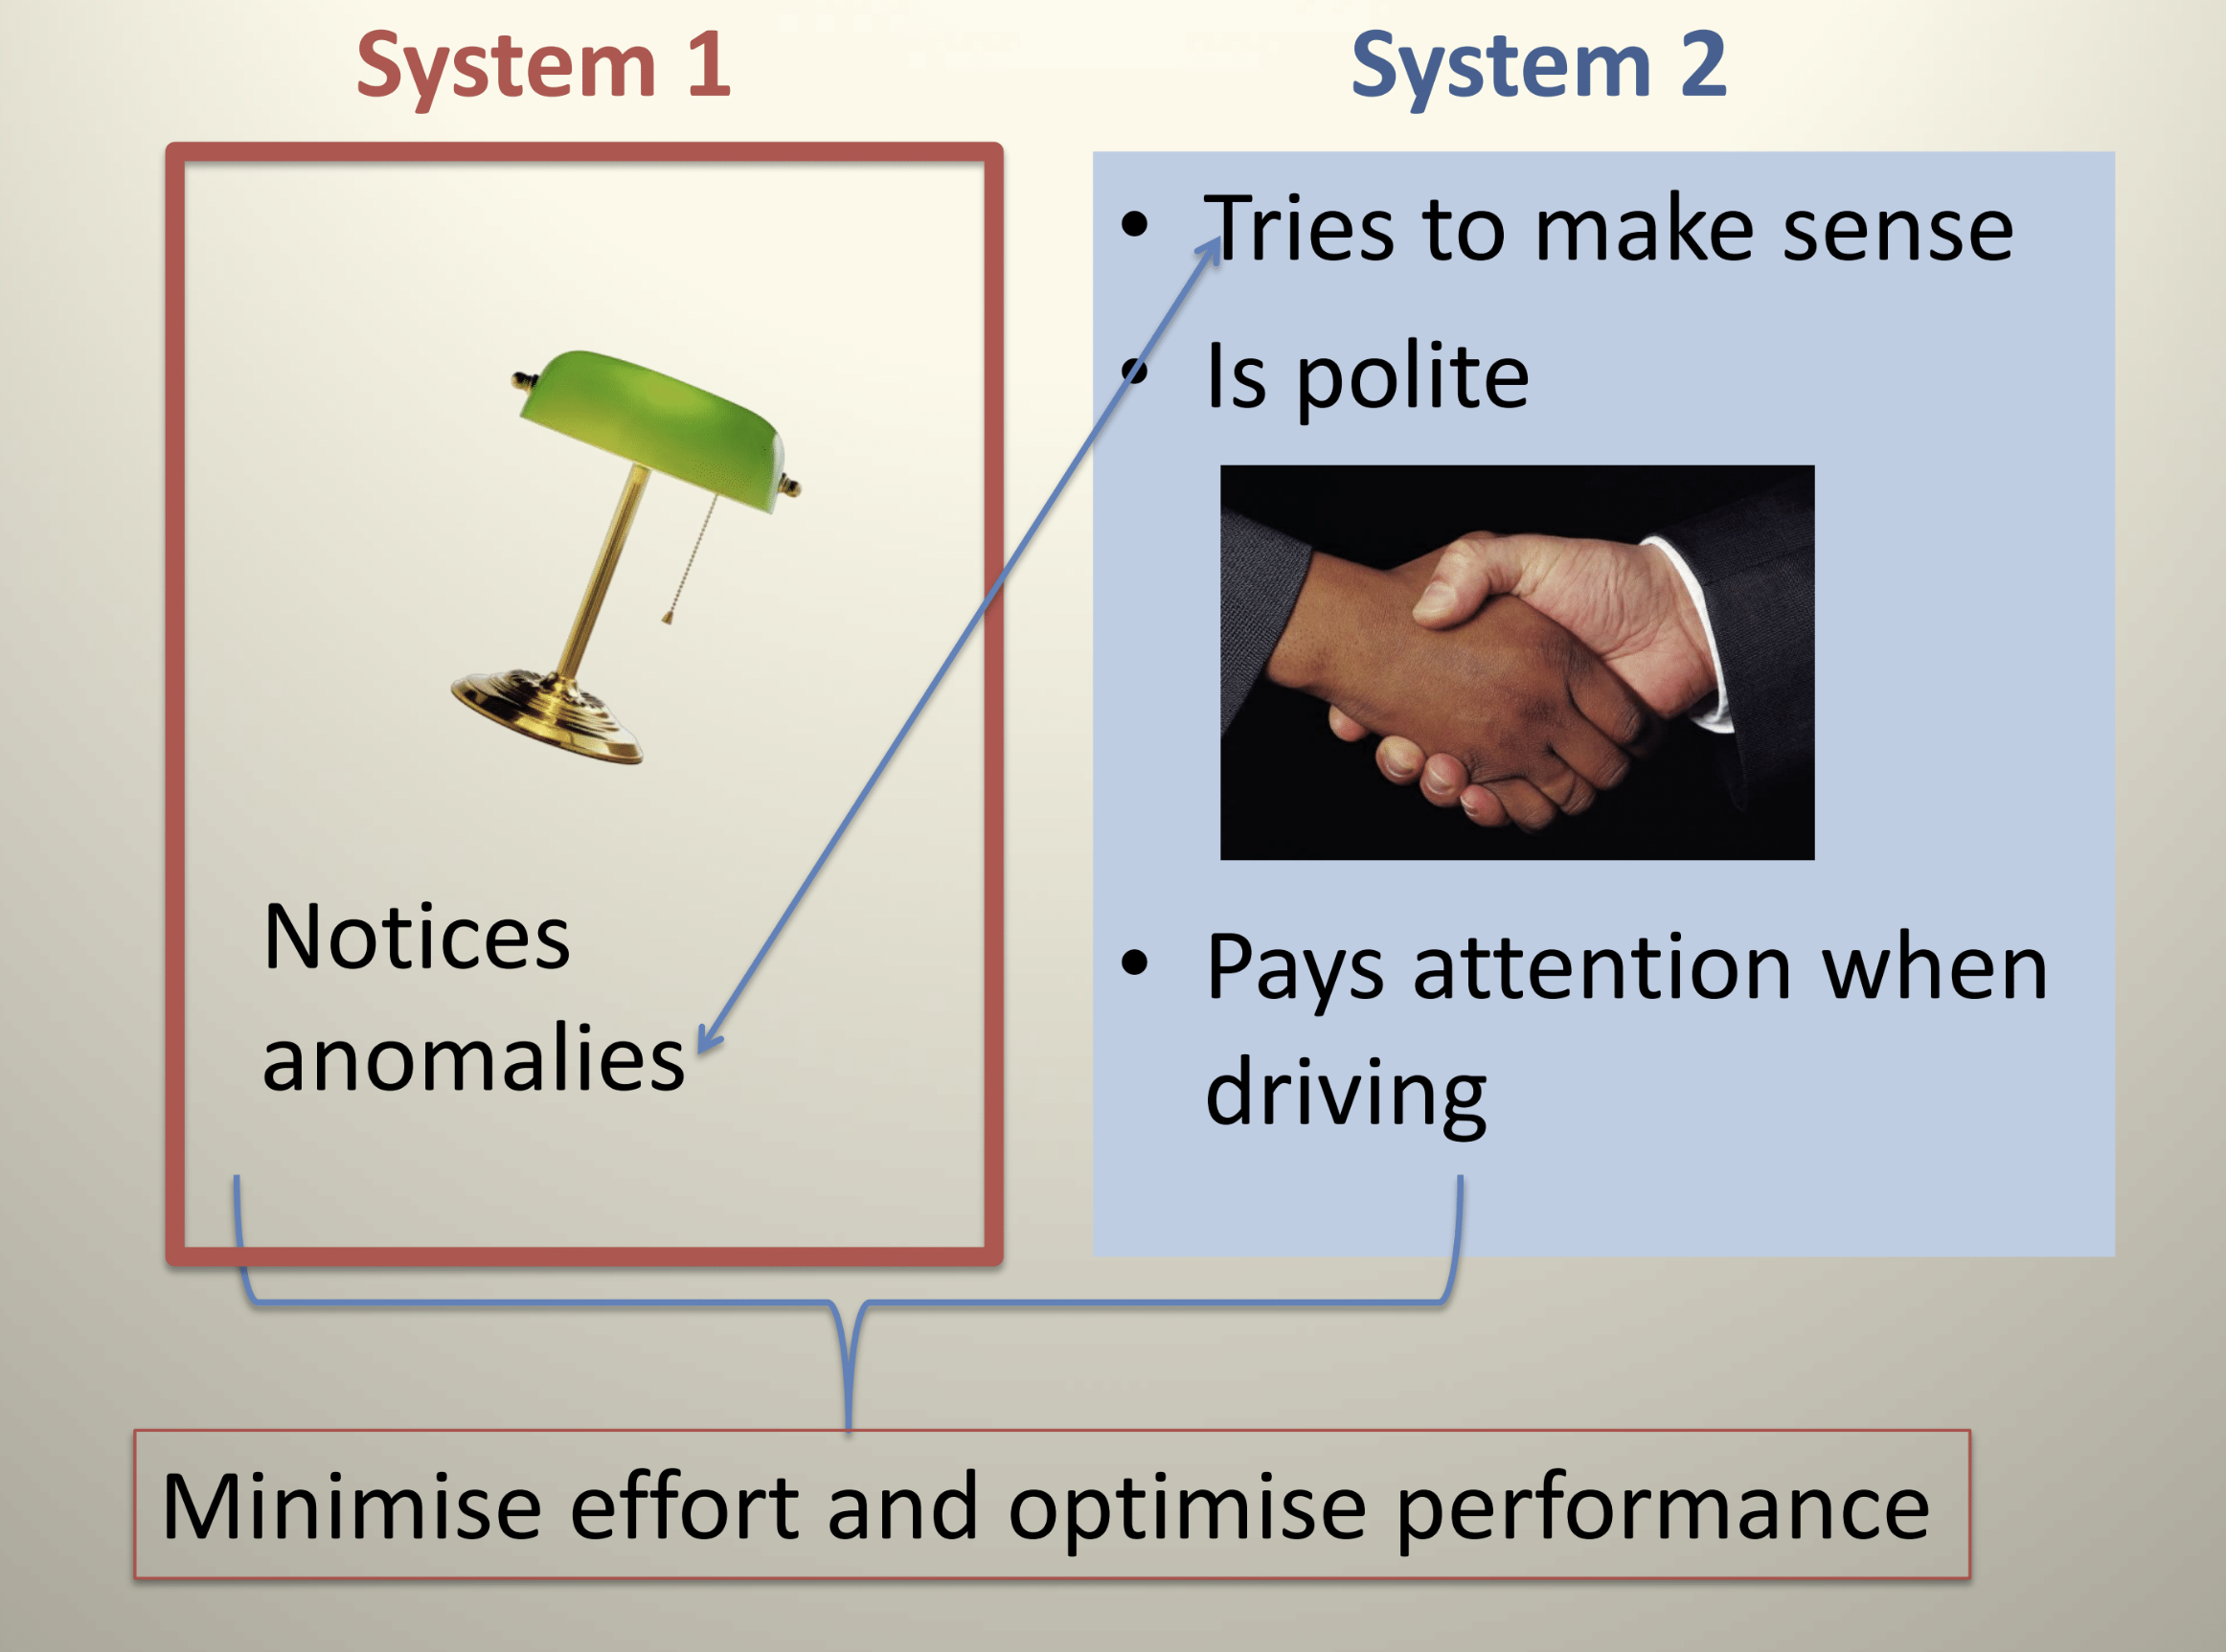 System 1
Notices
anomalies
System 2
• Tries to make sense
• Is polite
• Pays attention when
driving
Minimise effort and optimise performance